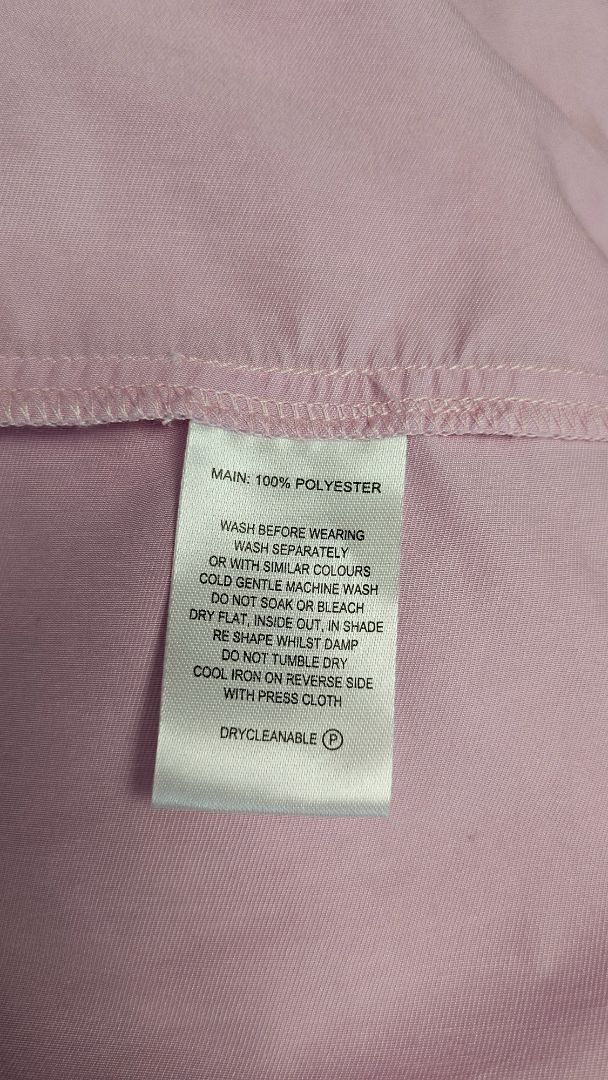 MAIN: 100% POLYESTER
WASH BEFORE WEARING
WASH SEPARATELY
OR WITH SIMILAR COLOURS
COLD GENTLE MACHINE WASH
DO NOT SOAK OR BLEACH
DRY FLAT, INSIDE OUT, IN SHADE
RE SHAPE WHILST DAMP
DO NOT TUMBLE DRY
COOL IRON ON REVERSE SIDE
WITH PRESS CLOTH
DRYCLEANABLE Ⓟ